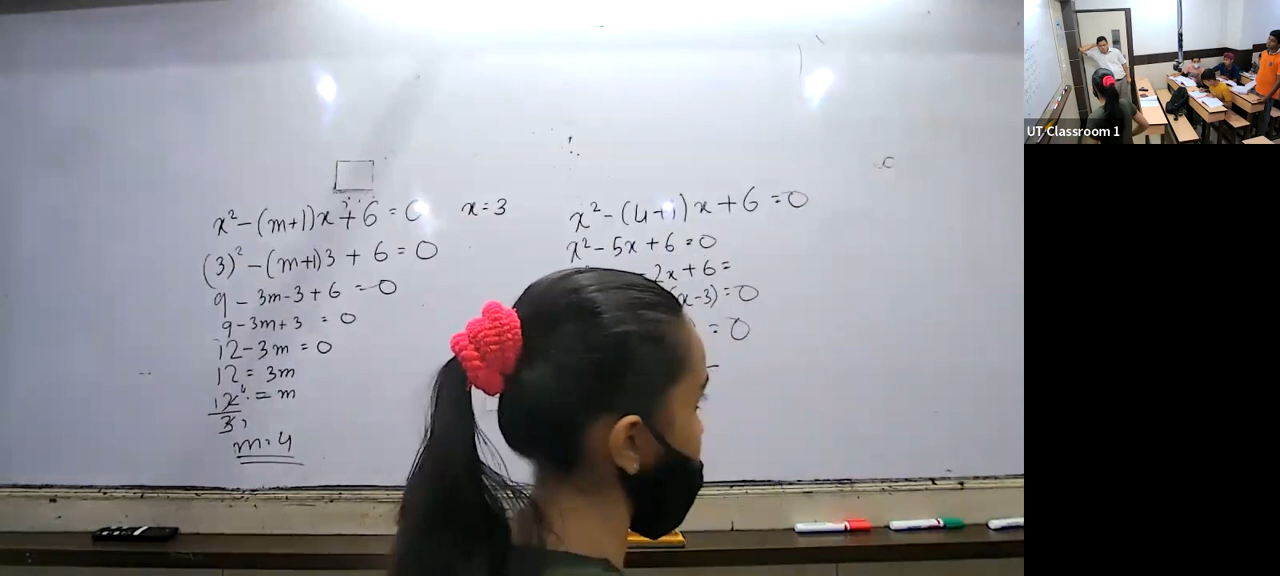 x² - (m+1)x + 6 = 0 x = 3
(3)² - (m+1)3 + 6 = 0
9 - 3m - 3 + 6 = 0
9 - 3m + 3 = 0
12 - 3m = 0
12 = 3m
12⁴ = m
3₁
m = 4
x² - (4+1)x + 6 = 0
x² - 5x + 6 = 0
- 2x + 6 =
(x-3) = 0
= 0
UT Classroom 1